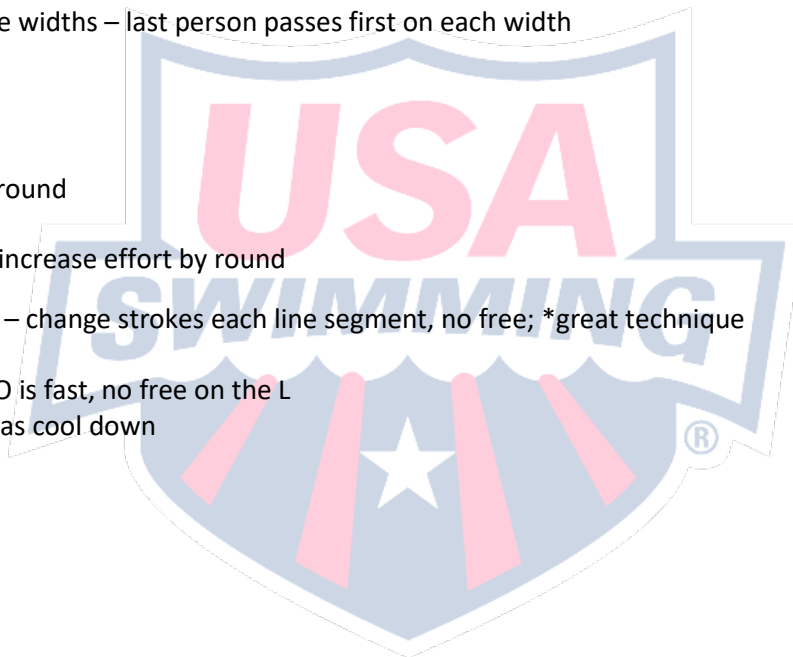 e widths – last person passes first on each width
round
increase effort by round
– change strokes each line segment, no free; *great technique
O is fast, no free on the L
as cool down
USA
SWIMMING
®